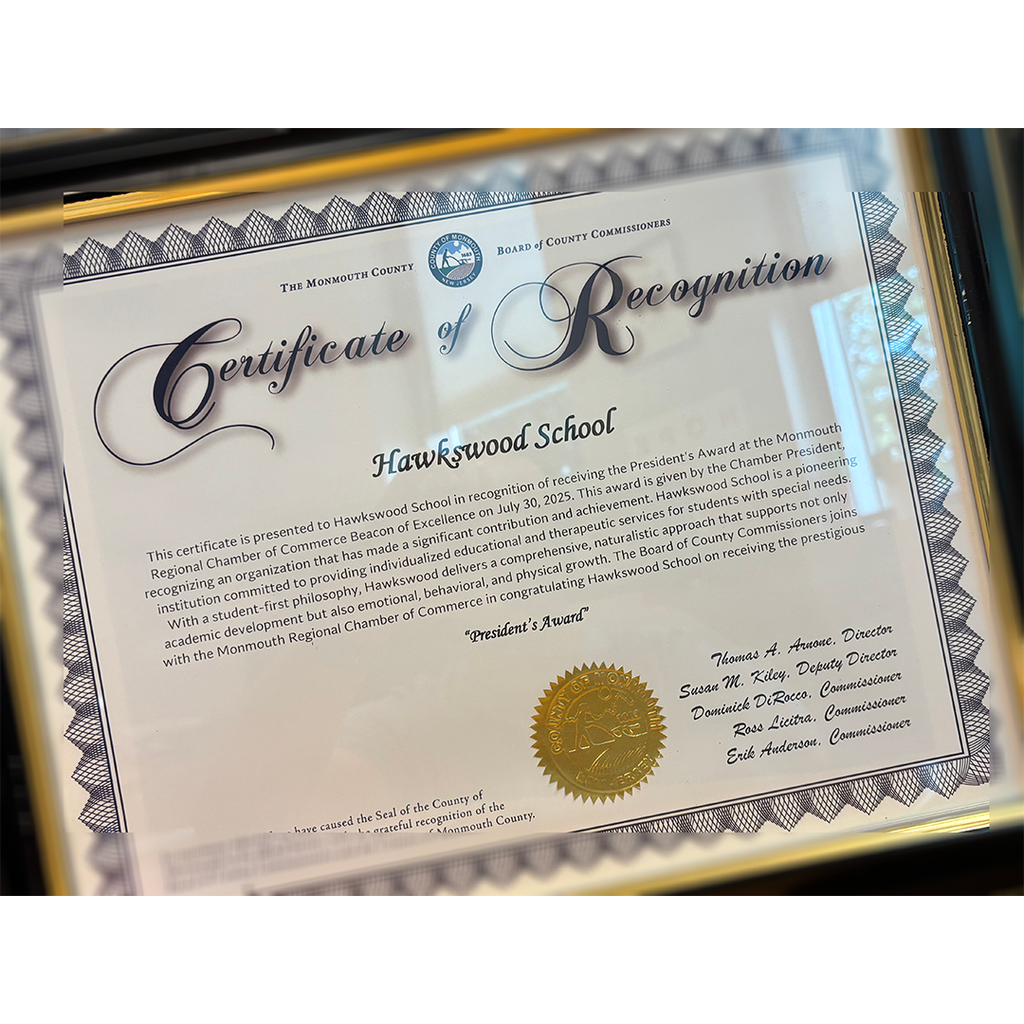 THE MONMOUTH COUNTY BOARD of COUNTY COMMISSIONERS
COUNTY OF MONMOUTH
NEW JERSEY
Certificate of Recognition
Hawkswood School
This certificate is presented to Hawkswood School in recognition of receiving the President's Award at the Monmouth
Regional Chamber of Commerce Beacon of Excellence on July 30, 2025. This award is given by the Chamber President,
recognizing an organization that has made a significant contribution and achievement. Hawkswood School is a pioneering
institution committed to providing individualized educational and therapeutic services for students with special needs.
With a student-first philosophy, Hawkswood delivers a comprehensive, naturalistic approach that supports not only
academic development but also emotional, behavioral, and physical growth. The Board of County Commissioners joins
with the Monmouth Regional Chamber of Commerce in congratulating Hawkswood School on receiving the prestigious
"President's Award"
Thomas A. Arnone, Director
Susan M. Kiley, Deputy Director
Dominick DiRocco, Commissioner
Ross Licitra, Commissioner
Erik Anderson, Commissioner
COUNTY OF
have caused the Seal of the County of
grateful recognition of the
Monmouth County.